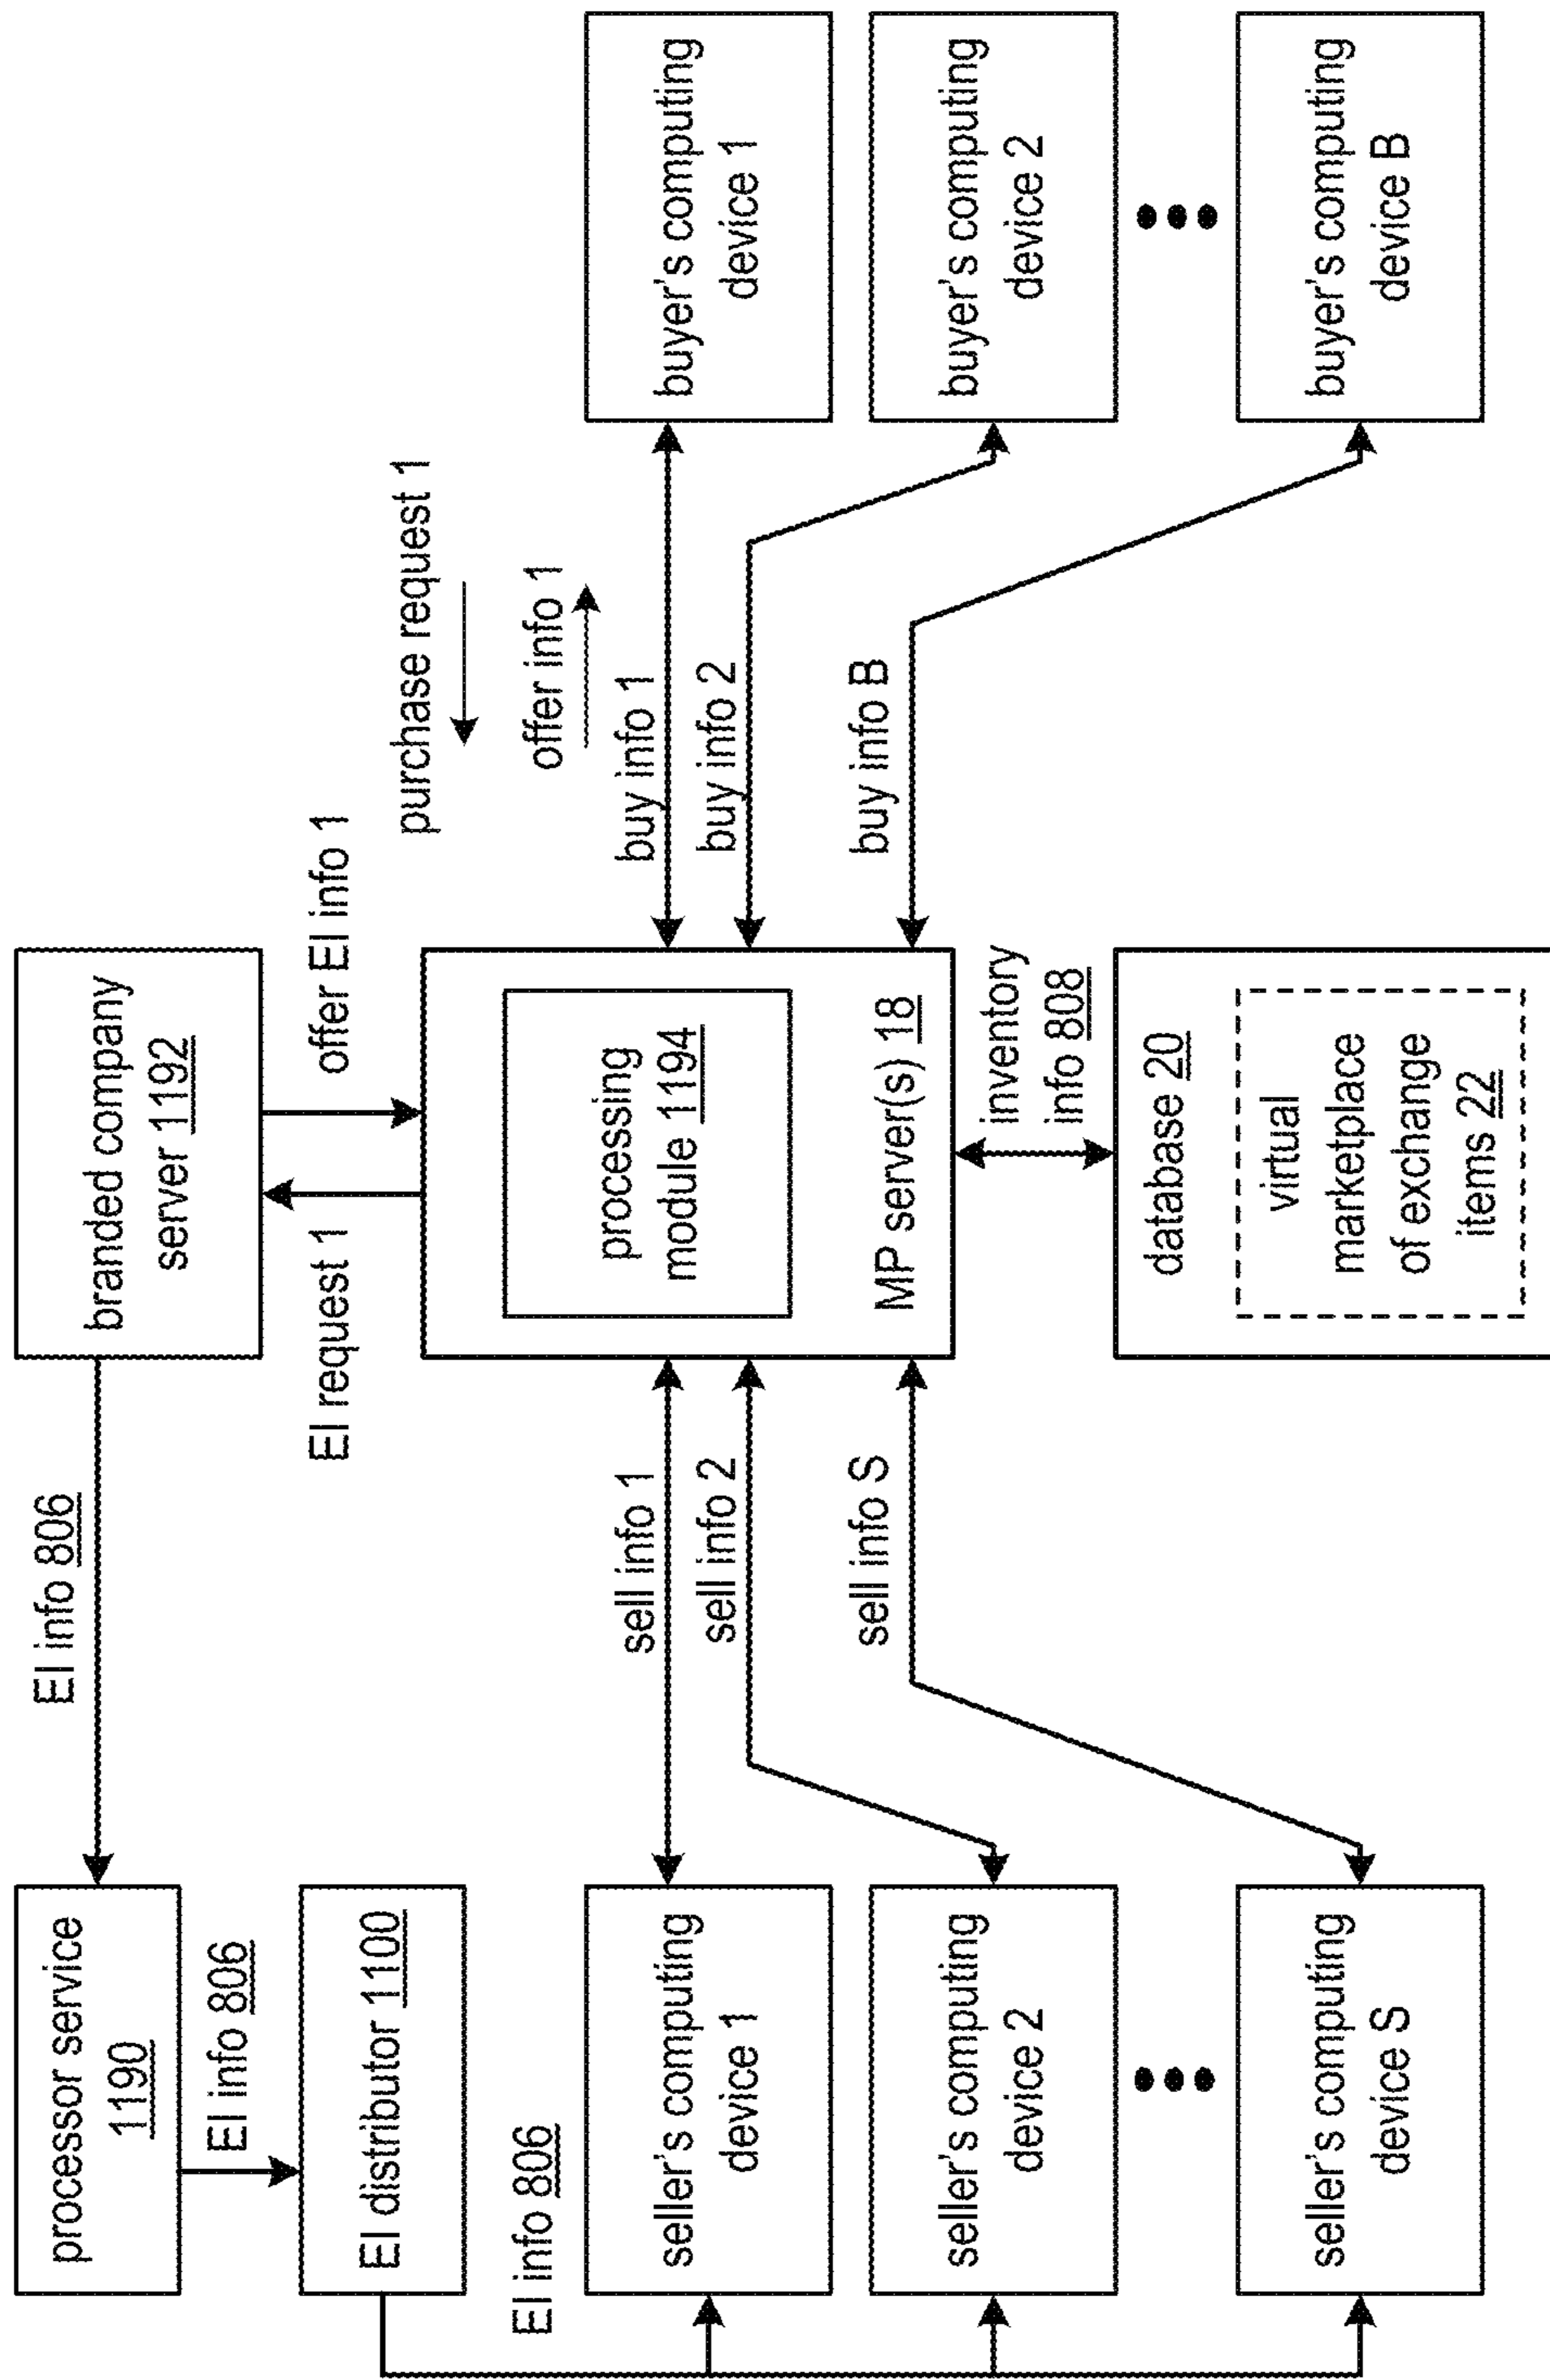 processor service
1190
EI info 806
branded company
server 1192
EI info 806
EI distributor 1100
EI request 1
offer EI info 1
purchase request 1
offer info 1
EI info 806
seller's computing
device 1
sell info 1
sell info 2
sell info S
processing
module 1194
MP server(s) 18
buy info 1
buy info 2
buy info B
buyer's computing
device 1
seller's computing
device 2
buyer's computing
device 2
inventory
info 808
seller's computing
device S
database 20
virtual
marketplace
of exchange
items 22
buyer's computing
device B